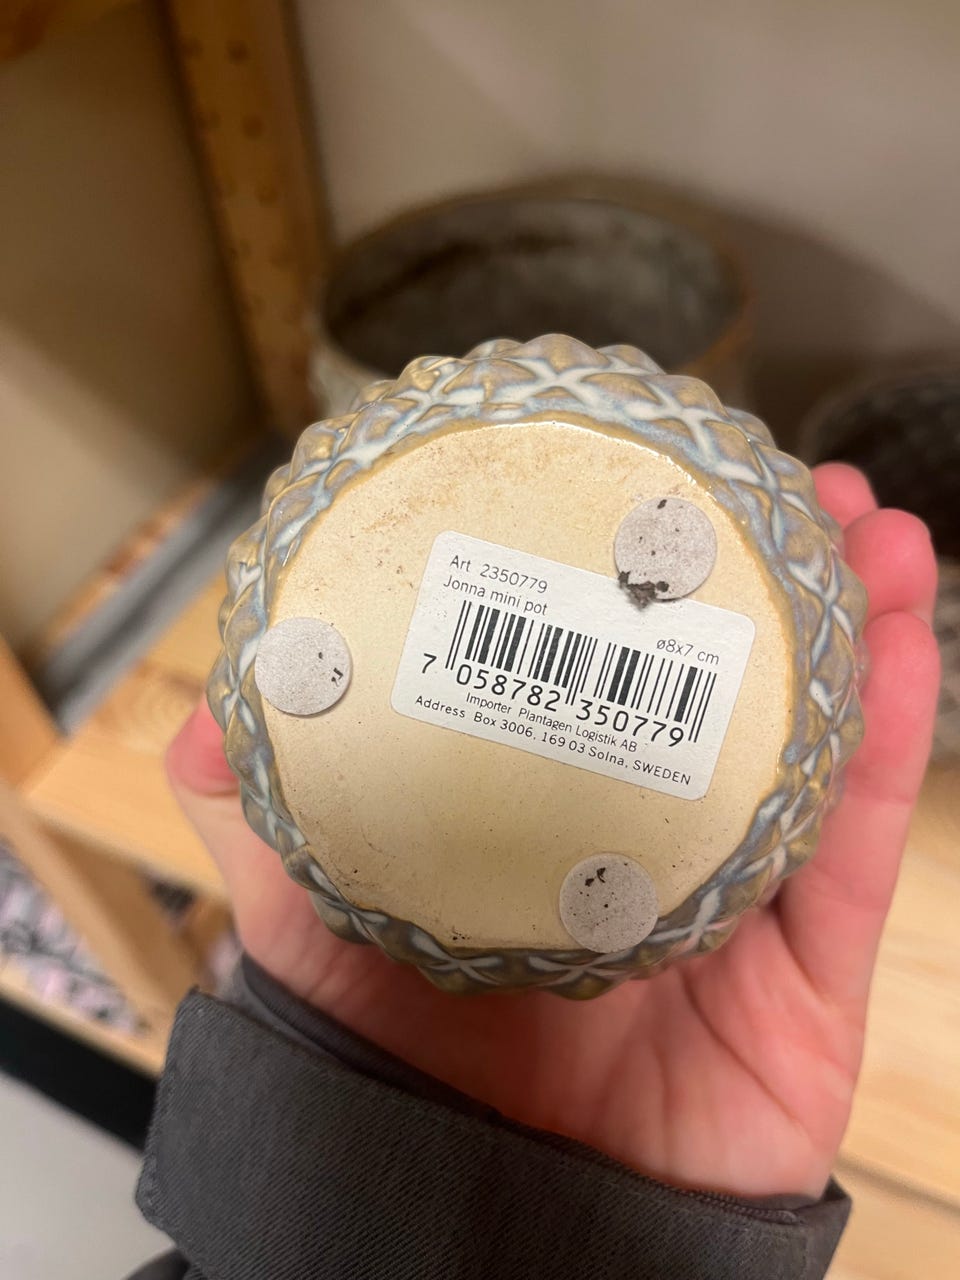 Art 2350779
Jonna mini pot
ø8x7 cm
7 058782 350779
Importer Plantagen Logistik AB
Address Box 3006, 169 03 Solna, SWEDEN